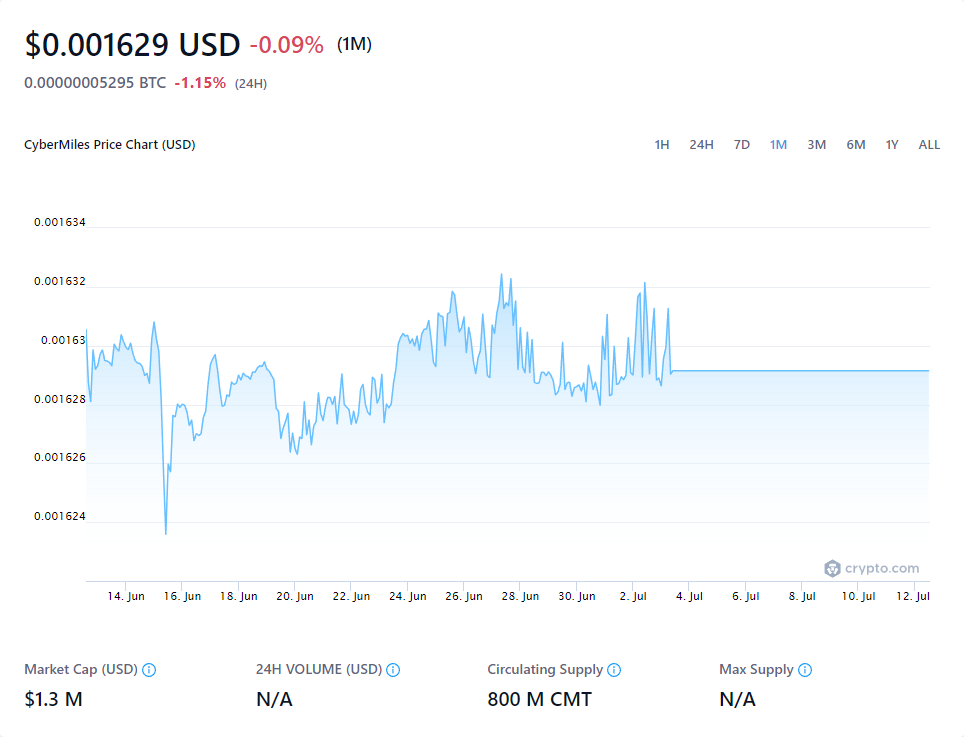 $0.001629 USD -0.09% (1M)
0.00000005295 BTC -1.15% (24H)
CyberMiles Price Chart (USD) 1H 24H 7D 1M 3M 6M 1Y ALL
0.001634
0.001632
0.00163
0.001628
0.001626
0.001624
crypto.com
14. Jun 16. Jun 18. Jun 20. Jun 22. Jun 24. Jun 26. Jun 28. Jun 30. Jun 2. Jul 4. Jul 6. Jul 8. Jul 10. Jul 12. Jul
Market Cap (USD) 24H VOLUME (USD) Circulating Supply Max Supply
$1.3 M N/A 800 M CMT N/A